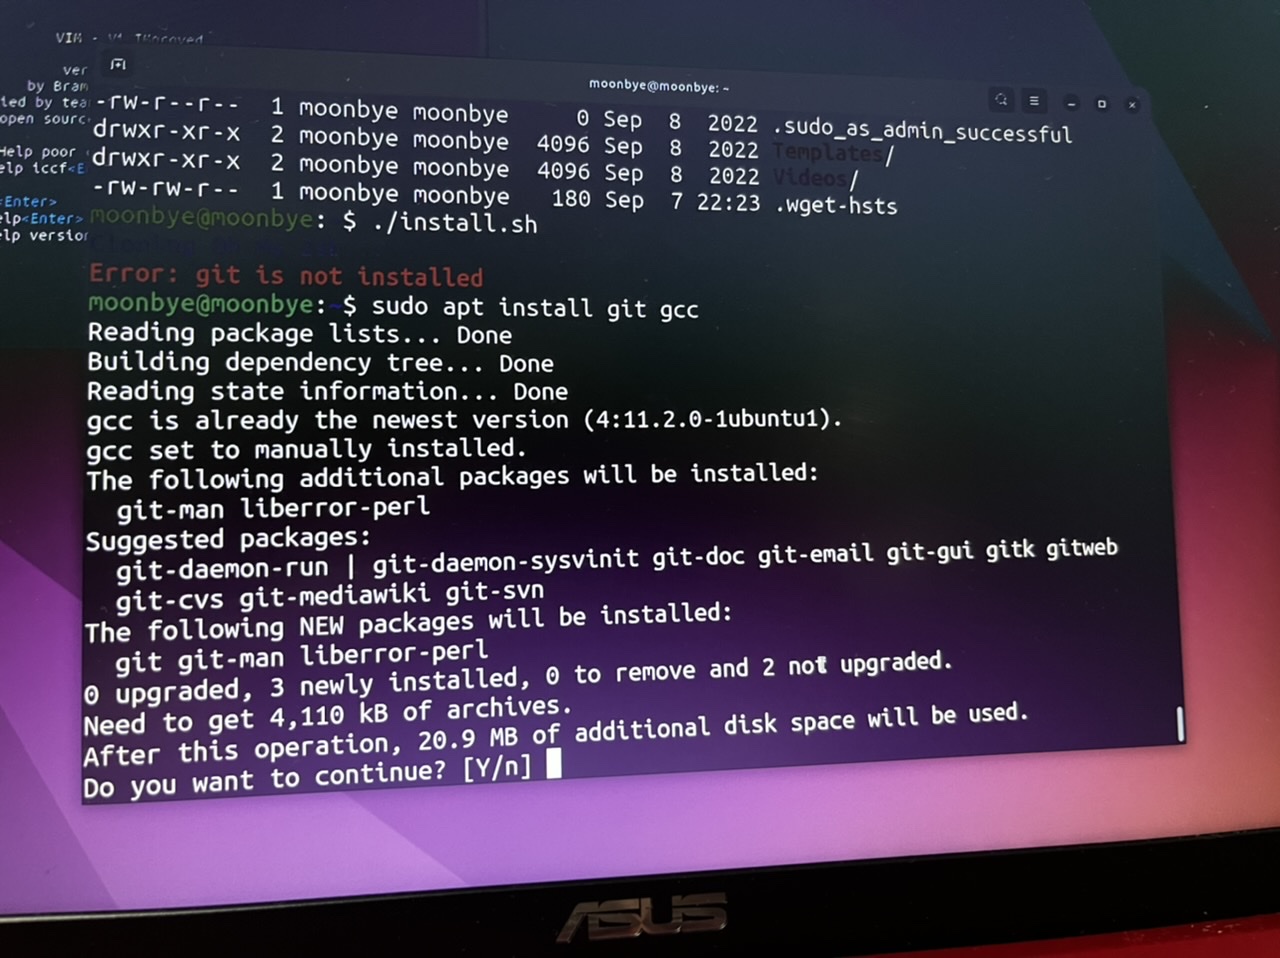 VIM - Vi IMproved
ver
by Bram
ied by tea
open sourc
Help poor
elp iccf<E
<Enter>
elp<Enter>
elp version
moonbye@moonbye: ~
-rw-r--r-- 1 moonbye moonbye 0 Sep 8 2022 .sudo_as_admin_successful
drwxr-xr-x 2 moonbye moonbye 4096 Sep 8 2022 Templates/
drwxr-xr-x 2 moonbye moonbye 4096 Sep 8 2022 Videos/
-rw-rw-r-- 1 moonbye moonbye 180 Sep 7 22:23 .wget-hsts
moonbye@moonbye: $ ./install.sh
Cloning
Error: git is not installed
moonbye@moonbye:~$ sudo apt install git gcc
Reading package lists... Done
Building dependency tree... Done
Reading state information... Done
gcc is already the newest version (4:11.2.0-1ubuntu1).
gcc set to manually installed.
The following additional packages will be installed:
git-man liberror-perl
Suggested packages:
git-daemon-run | git-daemon-sysvinit git-doc git-email git-gui gitk gitweb
git-cvs git-mediawiki git-svn
The following NEW packages will be installed:
git git-man liberror-perl
0 upgraded, 3 newly installed, 0 to remove and 2 not upgraded.
Need to get 4,110 kB of archives.
After this operation, 20.9 MB of additional disk space will be used.
Do you want to continue? [Y/n]
ASUS